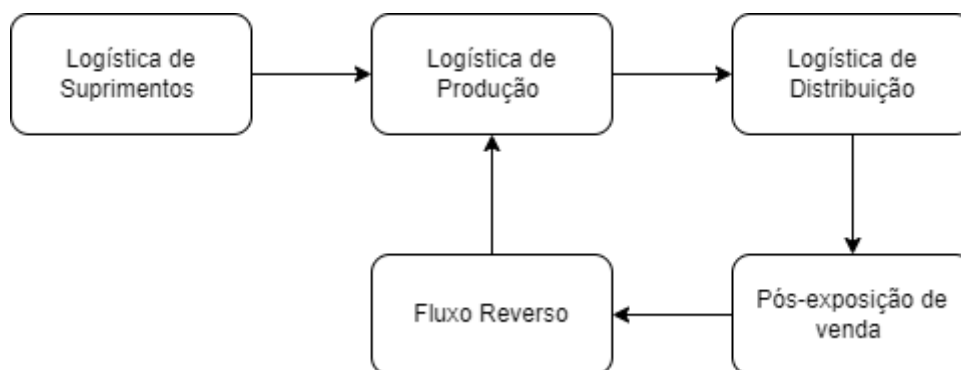 Logística de
Suprimentos
Logística de
Produção
Logística de
Distribuição
Fluxo Reverso
Pós-exposição de
venda